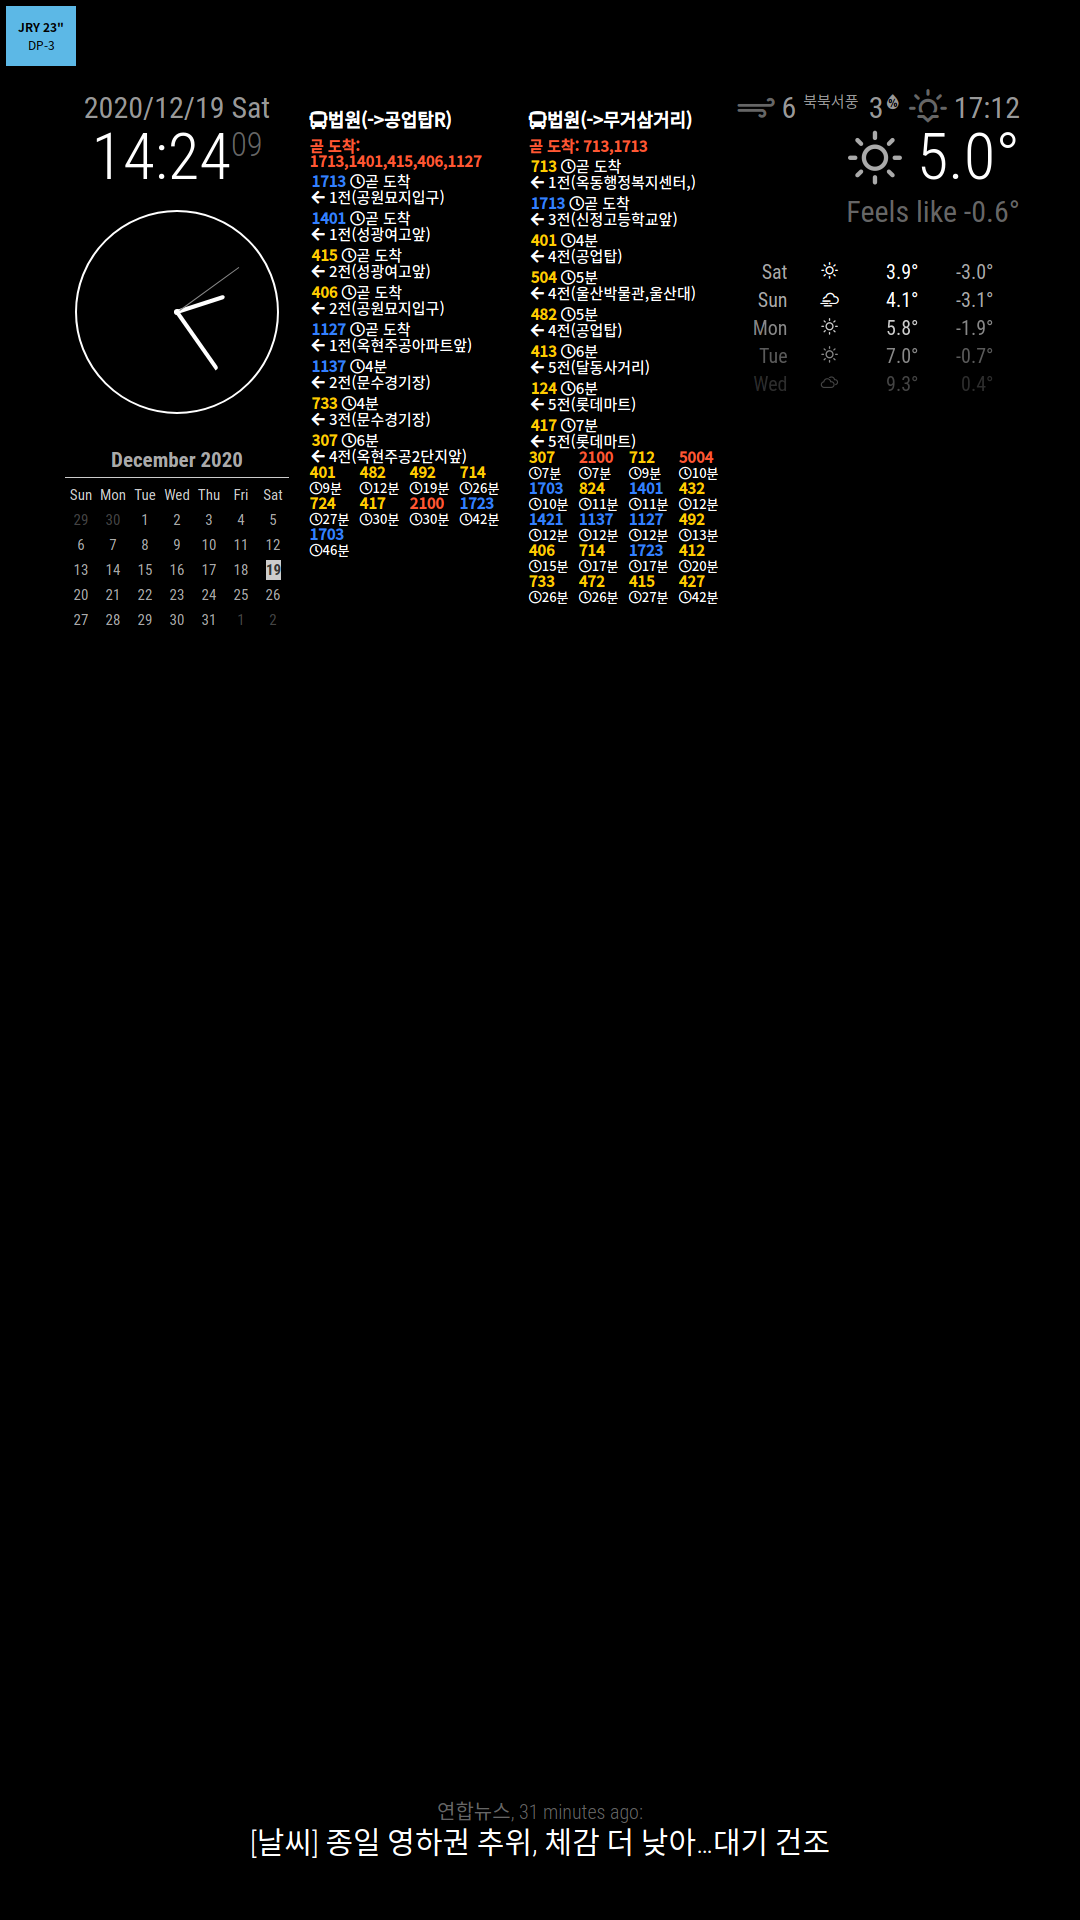 JRY 23"
DP-3
2020/12/19 Sat
14:24 09
December 2020
Sun Mon Tue Wed Thu Fri Sat
29 30 1 2 3 4 5
6 7 8 9 10 11 12
13 14 15 16 17 18 19
20 21 22 23 24 25 26
27 28 29 30 31 1 2
법원(->공업탑R)
곧 도착:
1713,1401,415,406,1127
1713 곧 도착
1전(공원묘지입구)
1401 곧 도착
1전(성광여고앞)
415 곧 도착
2전(성광여고앞)
406 곧 도착
2전(공원묘지입구)
1127 곧 도착
1전(옥현주공아파트앞)
1137 4분
2전(문수경기장)
733 4분
3전(문수경기장)
307 6분
4전(옥현주공2단지앞)
401 482 492 714
9분 12분 19분 26분
724 417 2100 1723
27분 30분 30분 42분
1703
46분
법원(->무거삼거리)
곧 도착: 713,1713
713 곧 도착
1전(옥동행정복지센터,)
1713 곧 도착
3전(신정고등학교앞)
401 4분
4전(공업탑)
504 5분
4전(울산박물관,울산대)
482 5분
4전(공업탑)
413 6분
5전(달동사거리)
124 6분
5전(롯데마트)
417 7분
5전(롯데마트)
307 2100 712 5004
7분 7분 9분 10분
1703 824 1401 432
10분 11분 11분 12분
1421 1137 1127 492
12분 12분 12분 13분
406 714 1723 412
15분 17분 17분 20분
733 472 415 427
26분 26분 27분 42분
6 북북서풍 3 % 17:12
5.0°
Feels like -0.6°
Sat 3.9° -3.0°
Sun 4.1° -3.1°
Mon 5.8° -1.9°
Tue 7.0° -0.7°
Wed 9.3° 0.4°
연합뉴스, 31 minutes ago:
[날씨] 종일 영하권 추위, 체감 더 낮아…대기 건조